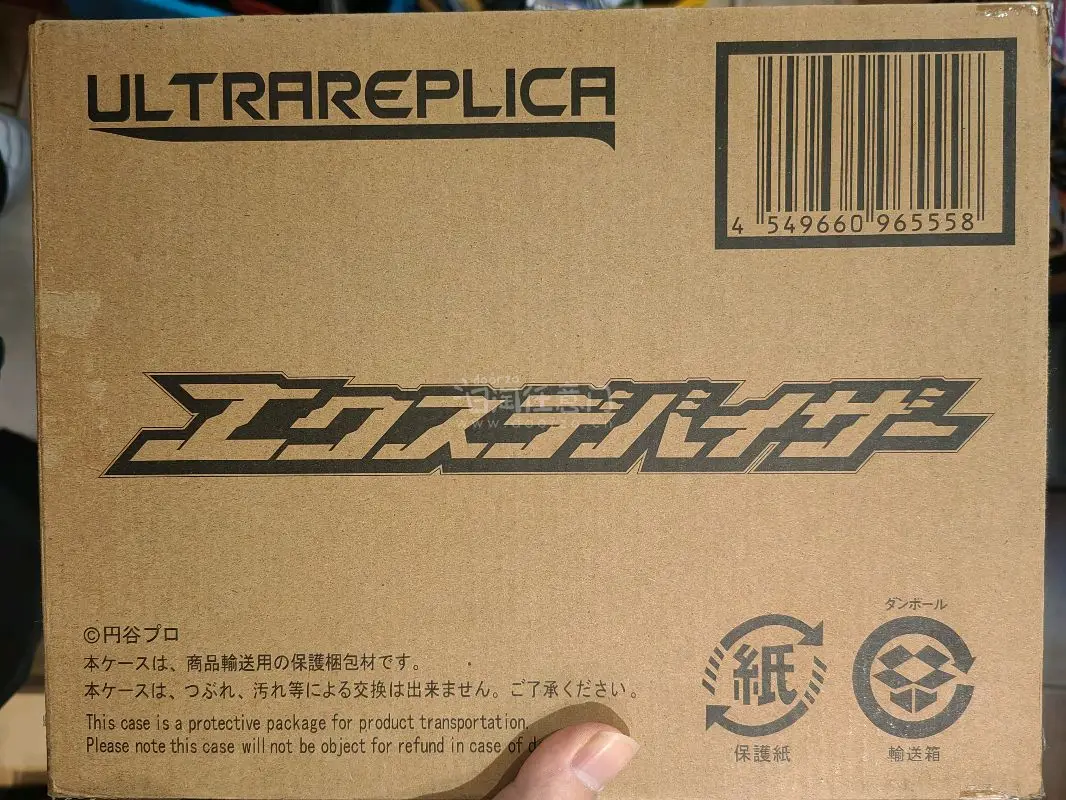 ULTRAREPLICA
4 549660 965558
エクスデバイザー
海淘任意门
©円谷プロ
本ケースは、商品輸送用の保護梱包材です。
本ケースは、つぶれ、汚れ等による交換は出来ません。ご了承ください。
This case is a protective package for product transportation.
Please note this case will not be object for refund in case of
紙
保護紙
ダンボール
輸送箱